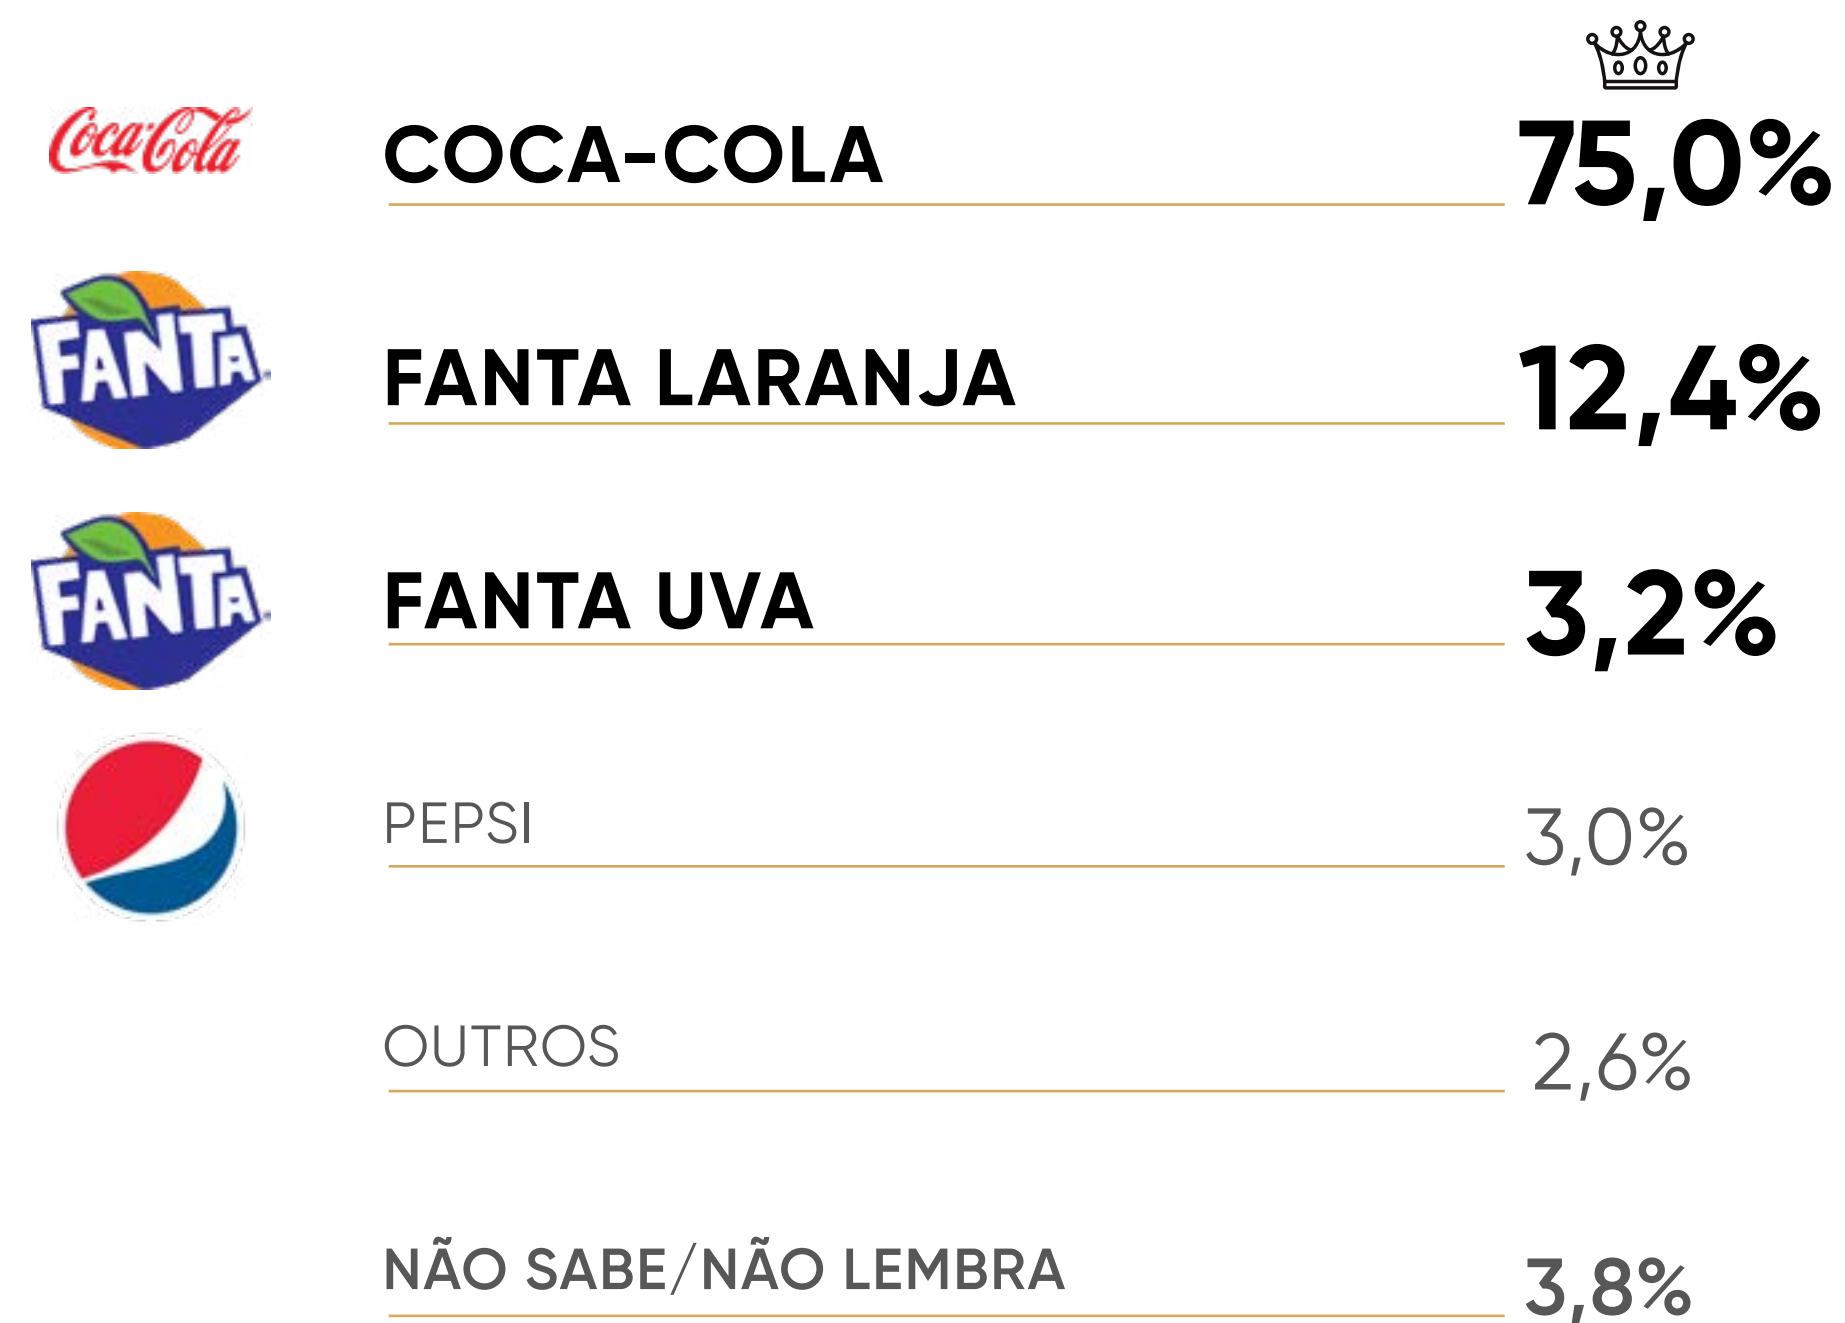 Coca-Cola COCA-COLA 75,0%
FANTA FANTA LARANJA 12,4%
FANTA FANTA UVA 3,2%
PEPSI 3,0%
OUTROS 2,6%
NÃO SABE/NÃO LEMBRA 3,8%